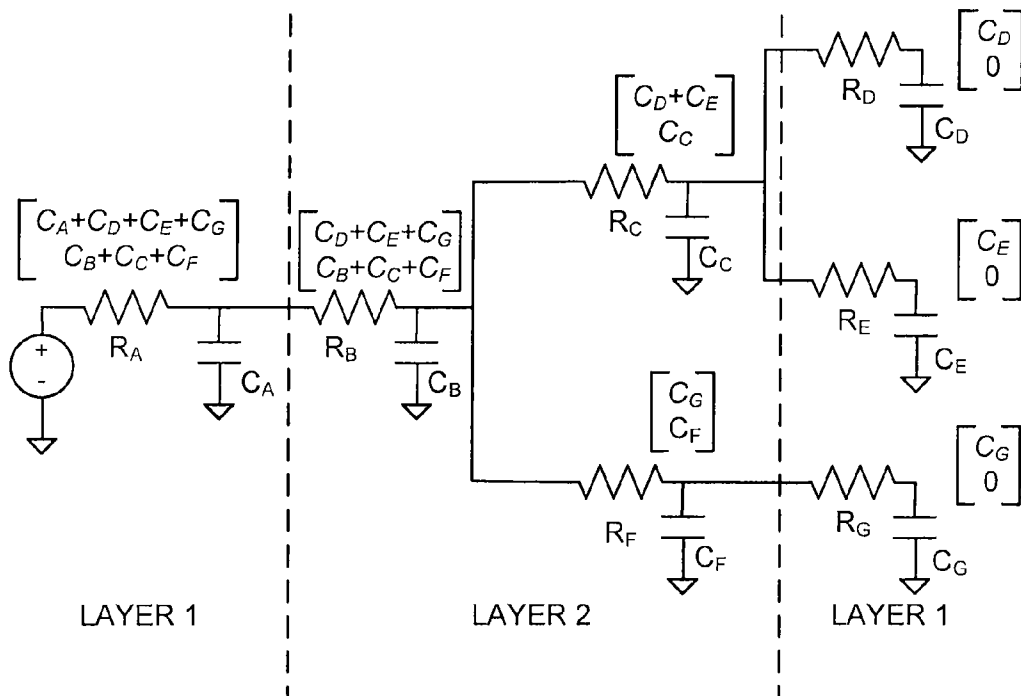 [C_D
0]
R_D
C_D
[C_D+C_E
C_C]
R_C
C_C
[C_A+C_D+C_E+C_G
C_B+C_C+C_F]
[C_D+C_E+C_G
C_B+C_C+C_F]
[C_E
0]
R_E
C_E
+
-
R_A
C_A
R_B
C_B
[C_G
C_F]
[C_G
0]
R_F
C_F
R_G
C_G
LAYER 1
LAYER 2
LAYER 1